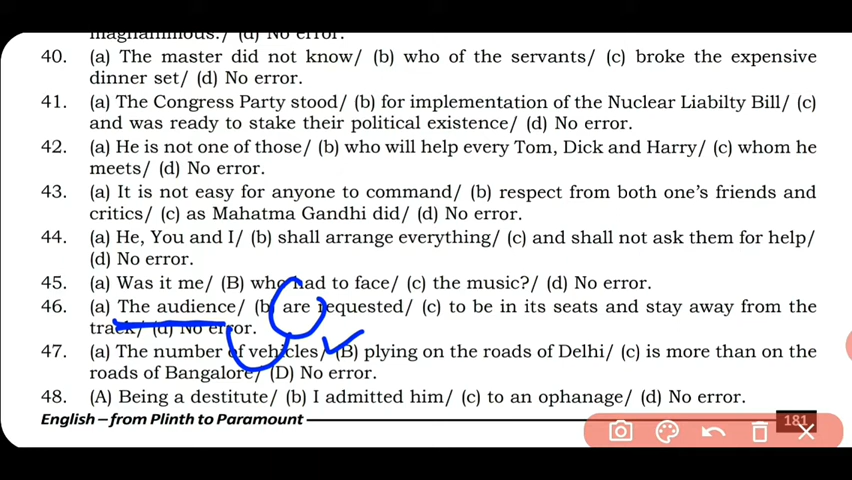 magnanimous./ (d) No error.
40. (a) The master did not know/ (b) who of the servants/ (c) broke the expensive
dinner set/ (d) No error.
41. (a) The Congress Party stood/ (b) for implementation of the Nuclear Liabilty Bill/ (c)
and was ready to stake their political existence/ (d) No error.
42. (a) He is not one of those/ (b) who will help every Tom, Dick and Harry/ (c) whom he
meets/ (d) No error.
43. (a) It is not easy for anyone to command/ (b) respect from both one's friends and
critics/ (c) as Mahatma Gandhi did/ (d) No error.
44. (a) He, You and I/ (b) shall arrange everything/ (c) and shall not ask them for help/
(d) No error.
45. (a) Was it me/ (B) who had to face/ (c) the music?/ (d) No error.
46. (a) The audience/ (b) are requested/ (c) to be in its seats and stay away from the
track/ (d) No error.
47. (a) The number of vehicles/ (B) plying on the roads of Delhi/ (c) is more than on the
roads of Bangalore/ (D) No error.
48. (A) Being a destitute/ (b) I admitted him/ (c) to an ophanage/ (d) No error.
English–from Plinth to Paramount
181